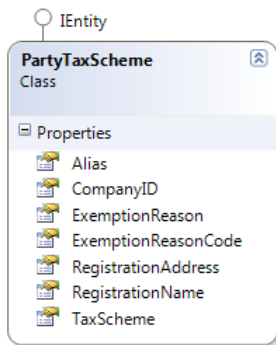 IEntity
PartyTaxScheme
Class
Properties
Alias
CompanyID
ExemptionReason
ExemptionReasonCode
RegistrationAddress
RegistrationName
TaxScheme